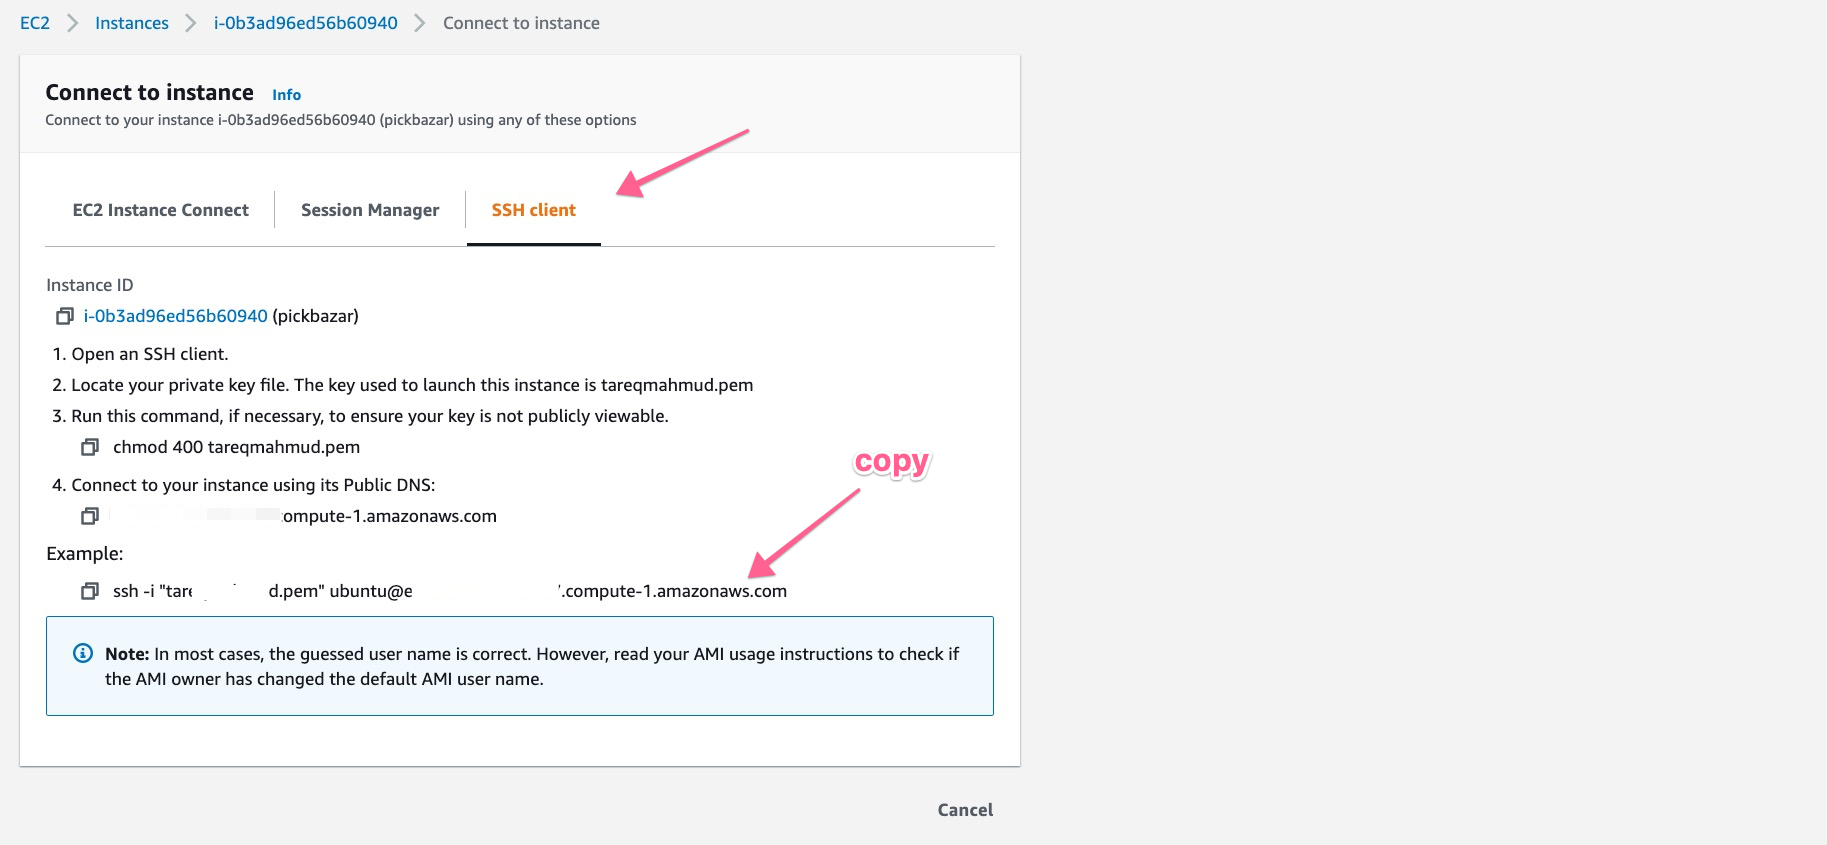 EC2 > Instances > i-0b3ad96ed56b60940 > Connect to instance
Connect to instance Info
Connect to your instance i-0b3ad96ed56b60940 (pickbazar) using any of these options
EC2 Instance Connect Session Manager SSH client
Instance ID
i-0b3ad96ed56b60940 (pickbazar)
1. Open an SSH client.
2. Locate your private key file. The key used to launch this instance is tareqmahmud.pem
3. Run this command, if necessary, to ensure your key is not publicly viewable.
chmod 400 tareqmahmud.pem
copy
4. Connect to your instance using its Public DNS:
ompute-1.amazonaws.com
Example:
ssh -i "tare d.pem" ubuntu@e .compute-1.amazonaws.com
Note: In most cases, the guessed user name is correct. However, read your AMI usage instructions to check if
the AMI owner has changed the default AMI user name.
Cancel